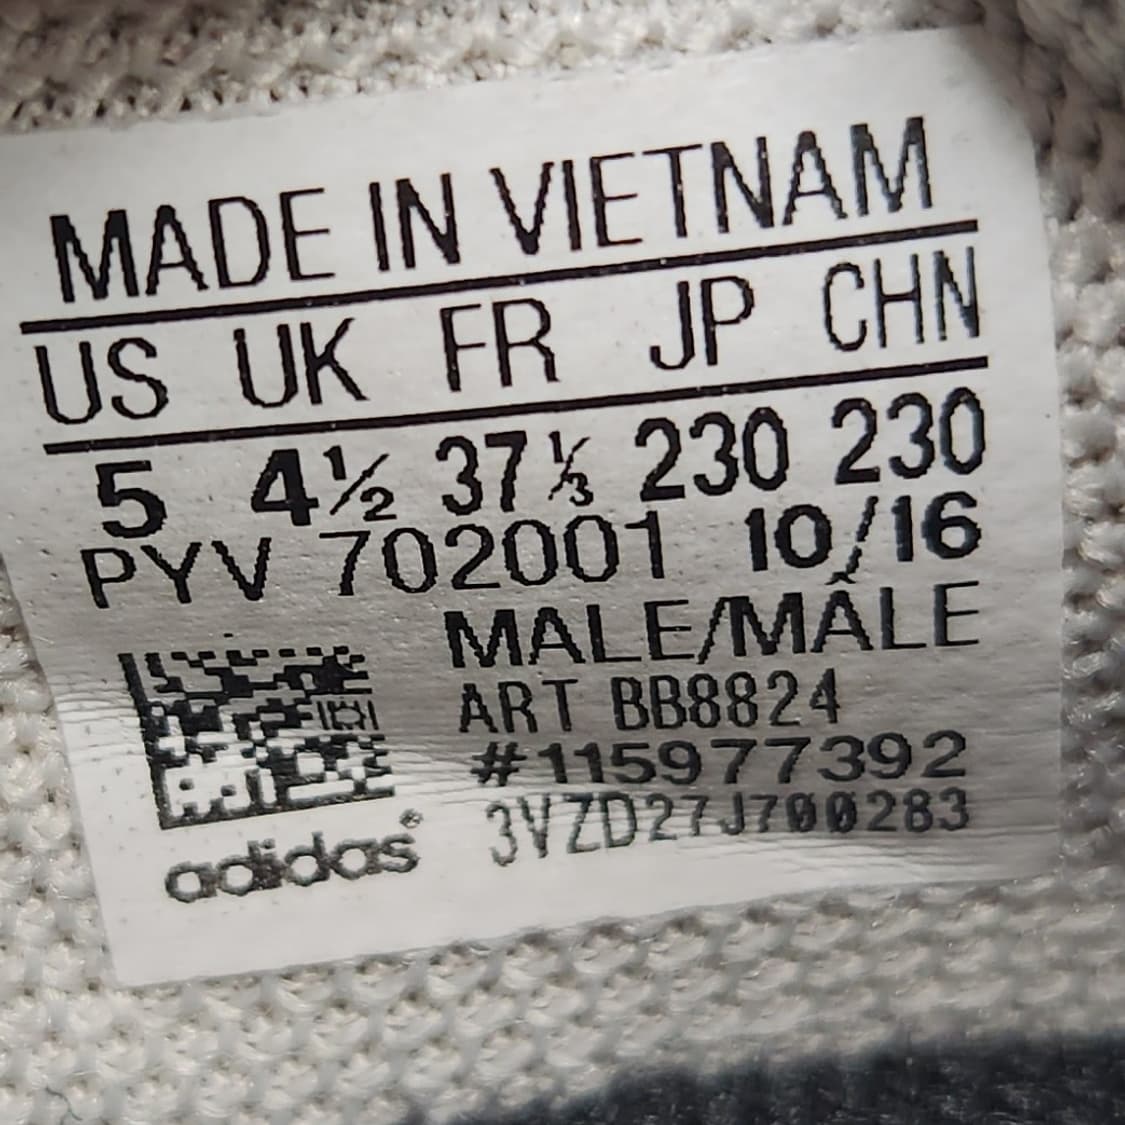 MADE IN VIETNAM
US UK FR JP CHN
5 4½ 37⅓ 230 230
PYV 702001 10/16
MALE/MÂLE
ART BB8824
#115977392
3VZD27J700283
adidas®